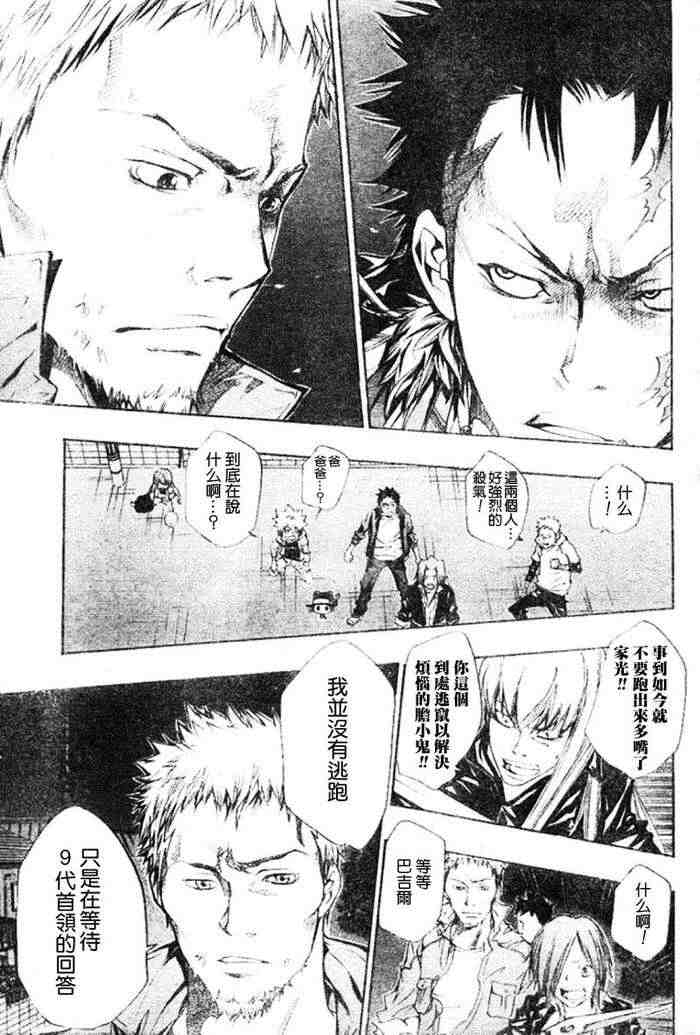 什么
…！
這兩個人…
好強烈的
殺氣！
爸
爸…？
到底在說
什么啊…？
事到如今就
不要跑出來多嘴了
家光!!
你這個
到處逃竄以解決
煩惱的膽小鬼!!
我並沒有逃跑
什么啊！
等等
巴吉爾
只是在等待
9代首領的回答